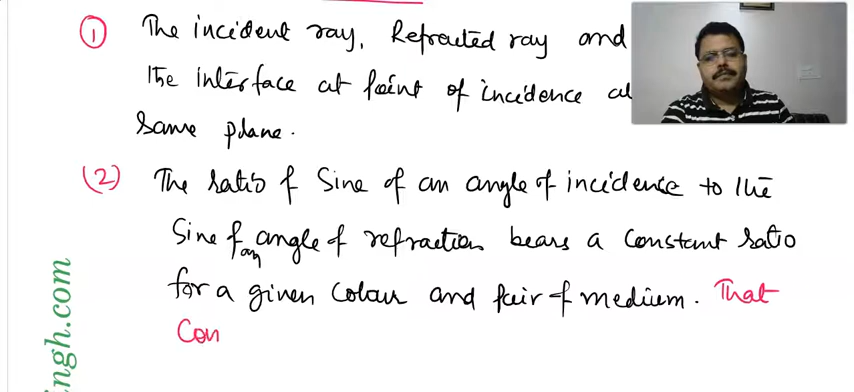 (1) The incident ray, Refracted ray and
the interface at point of incidence al
same plane.
(2) The ratio of Sine of an angle of incidence to the
Sine of an angle of refraction bears a constant ratio
for a given colour and pair of medium. That
Con
ingh.com